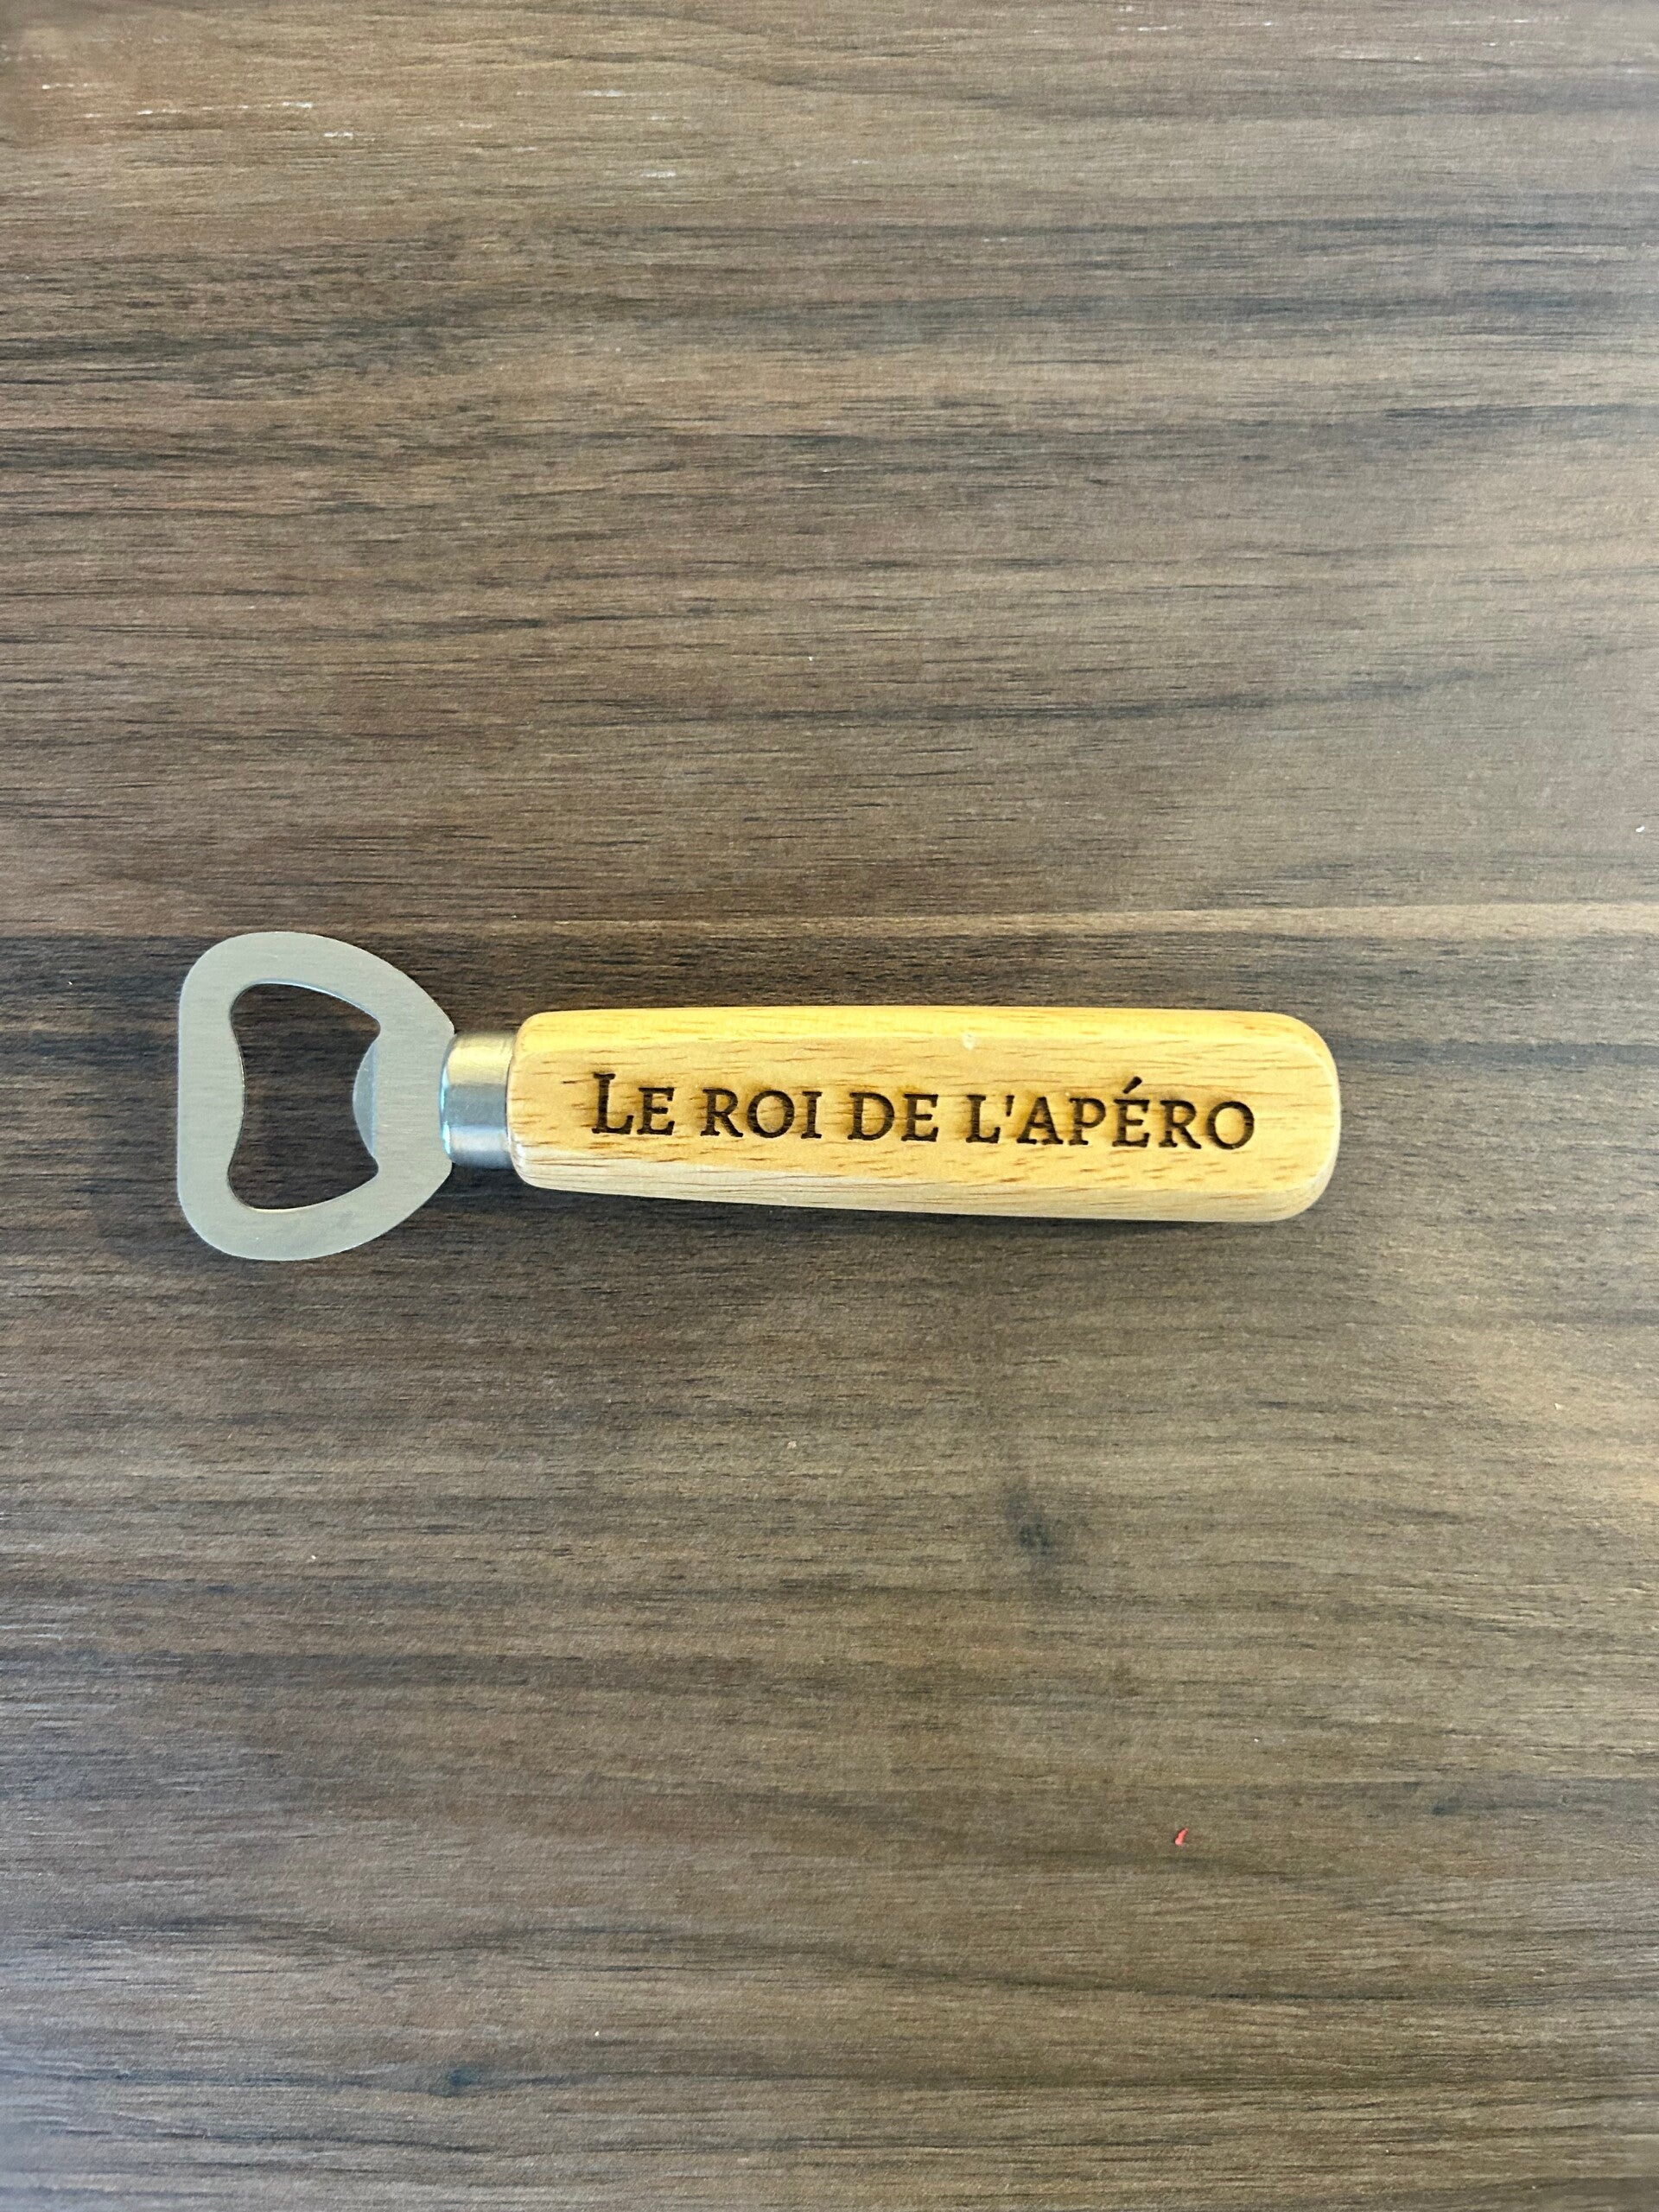 Le roi de l'apéro